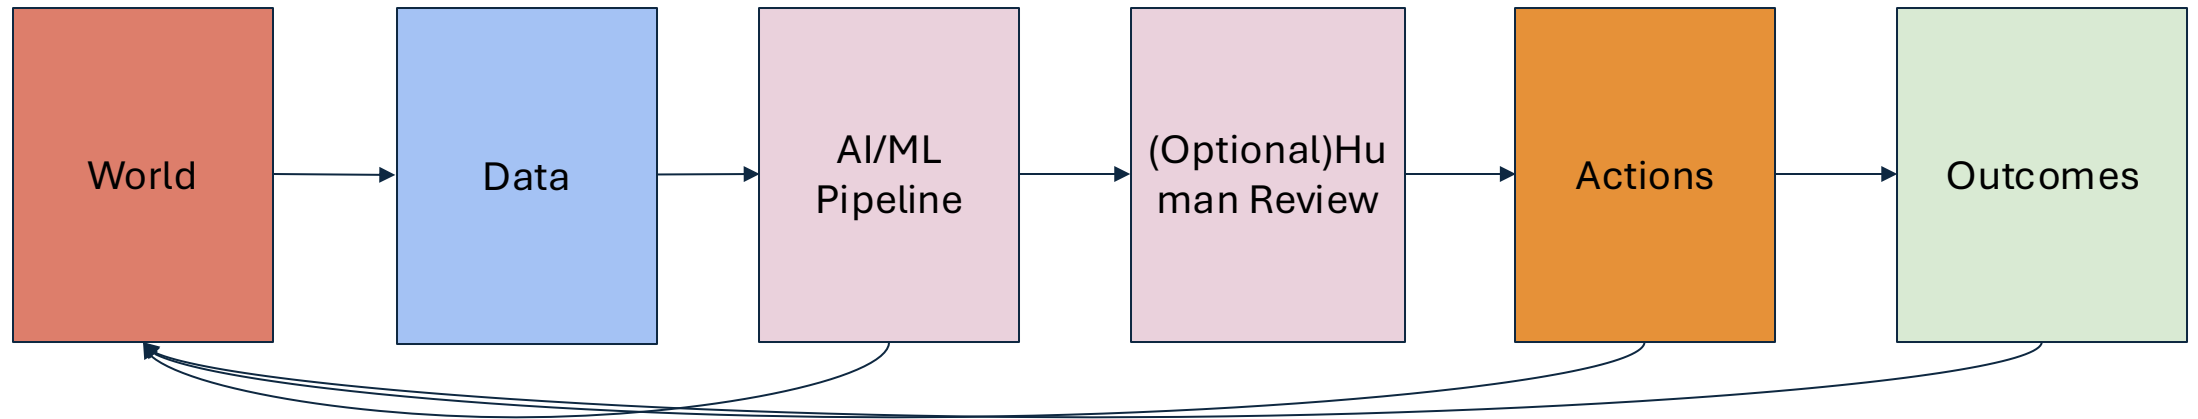 World
Data
AI/ML
Pipeline
(Optional)Hu
man Review
Actions
Outcomes